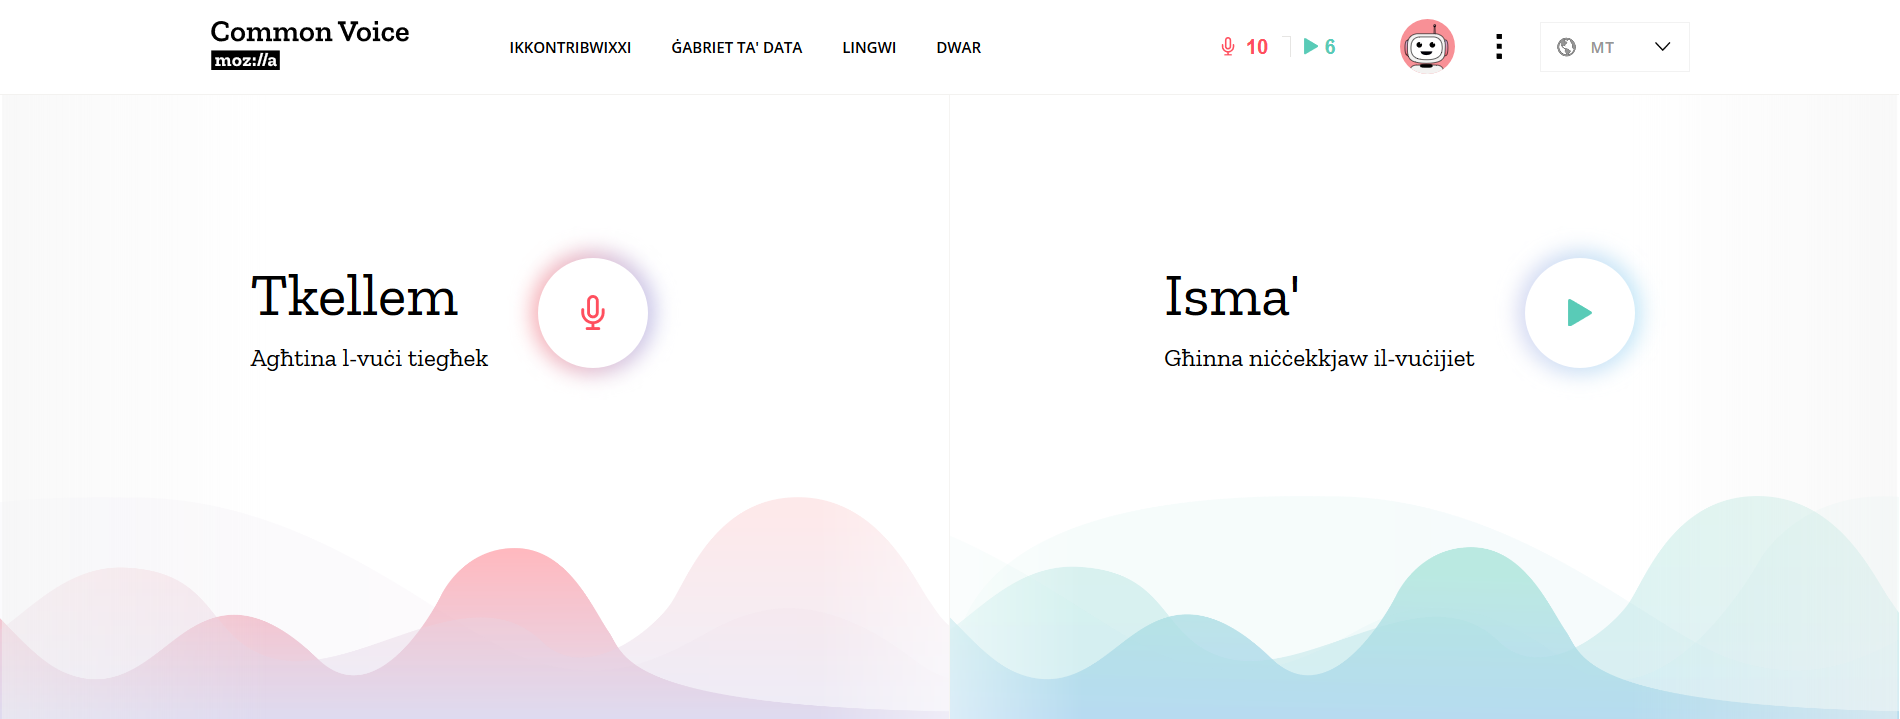 Common Voice
moz://a
IKKONTRIBWIXXI
ĠABRIET TA' DATA
LINGWI
DWAR
10
6
MT
Tkellem
Agħtina l-vuċi tiegħek
Isma'
Għinna niċċekkjaw il-vuċijiet